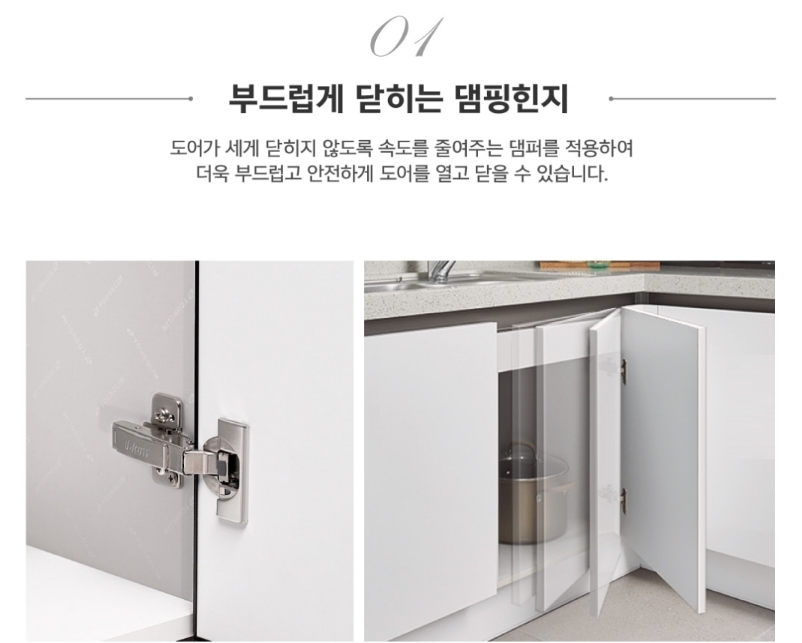 01
부드럽게 닫히는 댐핑힌지
도어가 세게 닫히지 않도록 속도를 줄여주는 댐퍼를 적용하여
더욱 부드럽고 안전하게 도어를 열고 닫을 수 있습니다.